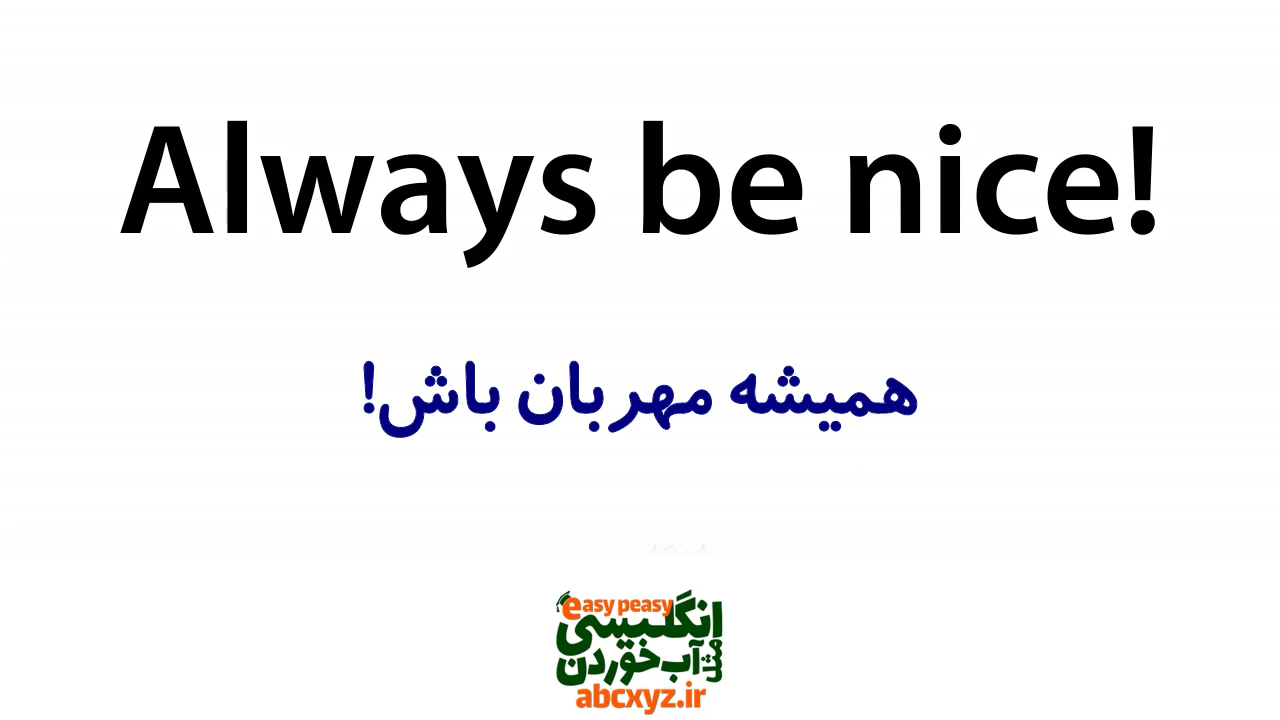 Always be nice!
همیشه مهربان باش!
easy peasy
انگلیسی
مثل آب خوردن
abcxyz.ir